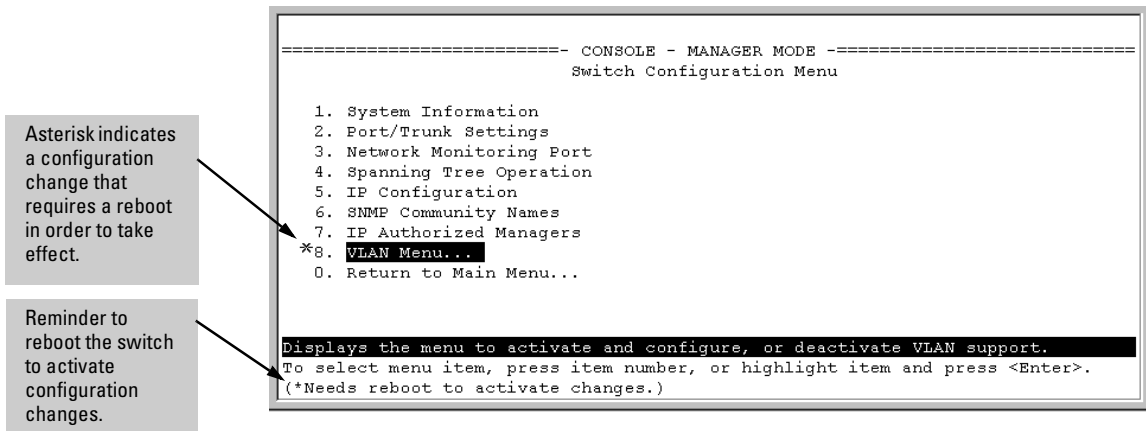 ==========================- CONSOLE - MANAGER MODE -============================
Switch Configuration Menu
1. System Information
2. Port/Trunk Settings
3. Network Monitoring Port
4. Spanning Tree Operation
5. IP Configuration
6. SNMP Community Names
7. IP Authorized Managers
*8. VLAN Menu...
0. Return to Main Menu...
Displays the menu to activate and configure, or deactivate VLAN support.
To select menu item, press item number, or highlight item and press <Enter>.
(*Needs reboot to activate changes.)
Asterisk indicates
a configuration
change that
requires a reboot
in order to take
effect.
Reminder to
reboot the switch
to activate
configuration
changes.